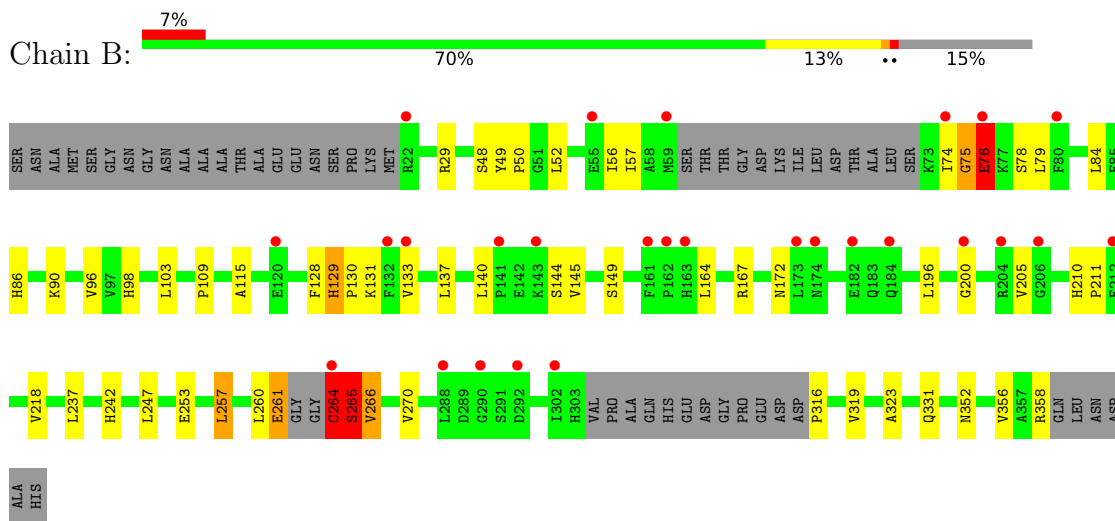 7%
Chain B:
70% 13% •• 15%
SER ASN ALA MET SER GLY ASN GLY ASN ALA ALA ALA THR ALA GLU GLU ASN SER PRO LYS MET R22 R29 S48 Y49 P50 G51 L52 E55 I56 I57 A58 M59 SER THR THR GLY ASP LYS ILE LEU ASP THR ALA LEU SER K73 I74 G75 E76 K77 S78 L79 F80 L84 E85
H86 K90 V96 V97 H98 L103 P109 A115 E120 F128 H129 P130 K131 F132 V133 L137 L140 P141 E142 K143 S144 V145 S149 F161 P162 H163 L164 R167 N172 L173 N174 E182 Q183 Q184 L196 G200 R204 V205 G206 H210 P211 E212
V218 L237 H242 L247 E253 L257 L260 E261 GLY GLY C264 S265 V266 V270 L288 D289 G290 S291 D292 I302 H303 VAL PRO ALA GLN HIS GLU ASP GLY PRO GLU ASP ASP P316 V319 A323 Q331 N352 V356 A357 R358 GLN LEU ASN ASP
ALA HIS